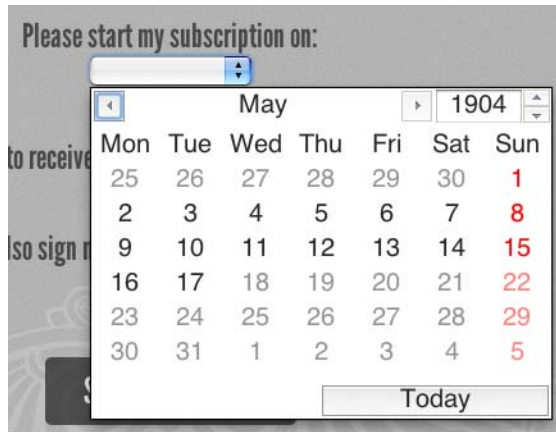 Please start my subscription on:
May 1904
Mon Tue Wed Thu Fri Sat Sun
25 26 27 28 29 30 1
to receive
2 3 4 5 6 7 8
9 10 11 12 13 14 15
lso sign
16 17 18 19 20 21 22
23 24 25 26 27 28 29
30 31 1 2 3 4 5
S
Today